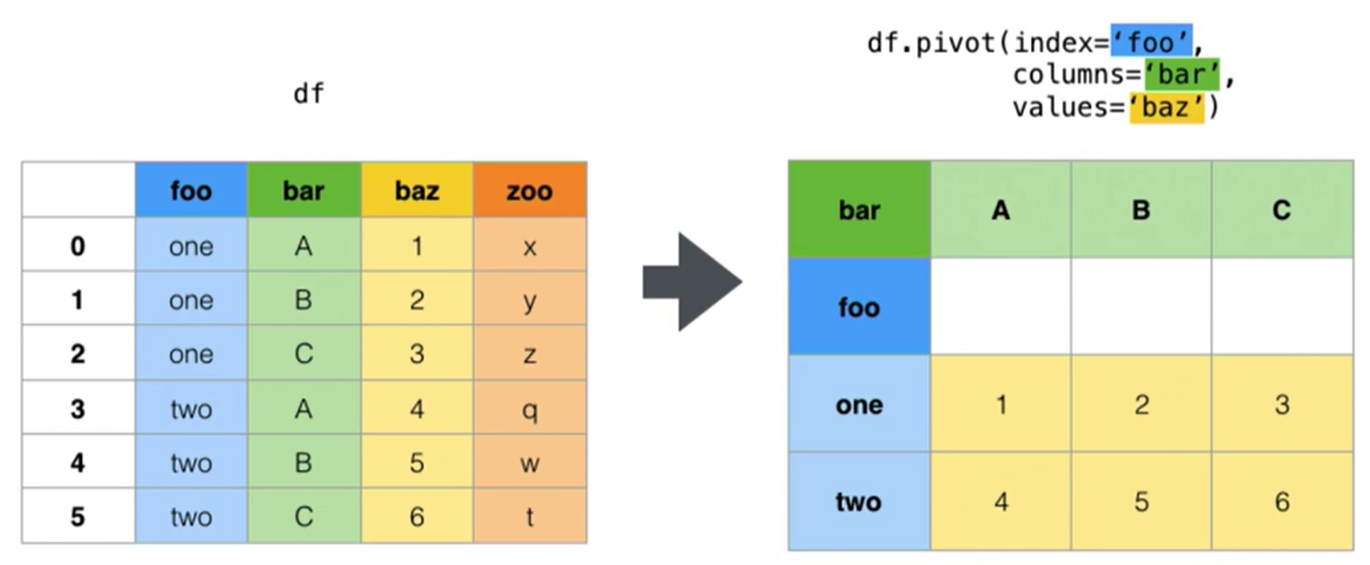 df
foo bar baz zoo
0 one A 1 x
1 one B 2 y
2 one C 3 z
3 two A 4 q
4 two B 5 w
5 two C 6 t
df.pivot(index=‘foo’,
columns=‘bar’,
values=‘baz’)
bar A B C
foo
one 1 2 3
two 4 5 6